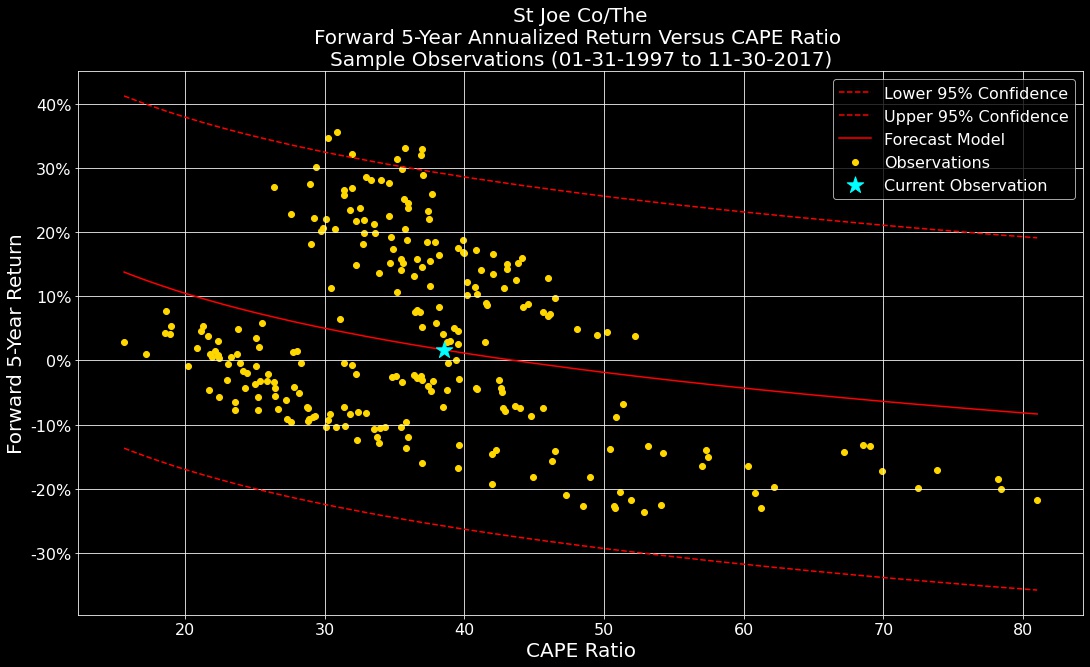 St Joe Co/The
Forward 5-Year Annualized Return Versus CAPE Ratio
Sample Observations (01-31-1997 to 11-30-2017)
Lower 95% Confidence
Upper 95% Confidence
Forecast Model
Observations
Current Observation
Forward 5-Year Return
40%
30%
20%
10%
0%
-10%
-20%
-30%
20 30 40 50 60 70 80
CAPE Ratio